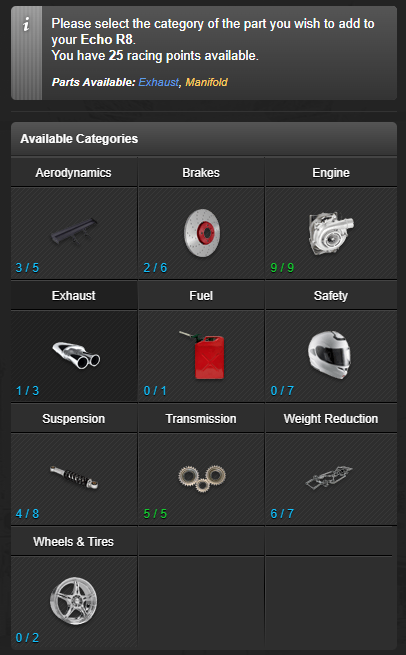 i
Please select the category of the part you wish to add to
your Echo R8.
You have 25 racing points available.
Parts Available: Exhaust, Manifold
Available Categories
Aerodynamics Brakes Engine
3 / 5 2 / 6 9 / 9
Exhaust Fuel Safety
1 / 3 0 / 1 0 / 7
Suspension Transmission Weight Reduction
4 / 8 5 / 5 6 / 7
Wheels & Tires
0 / 2